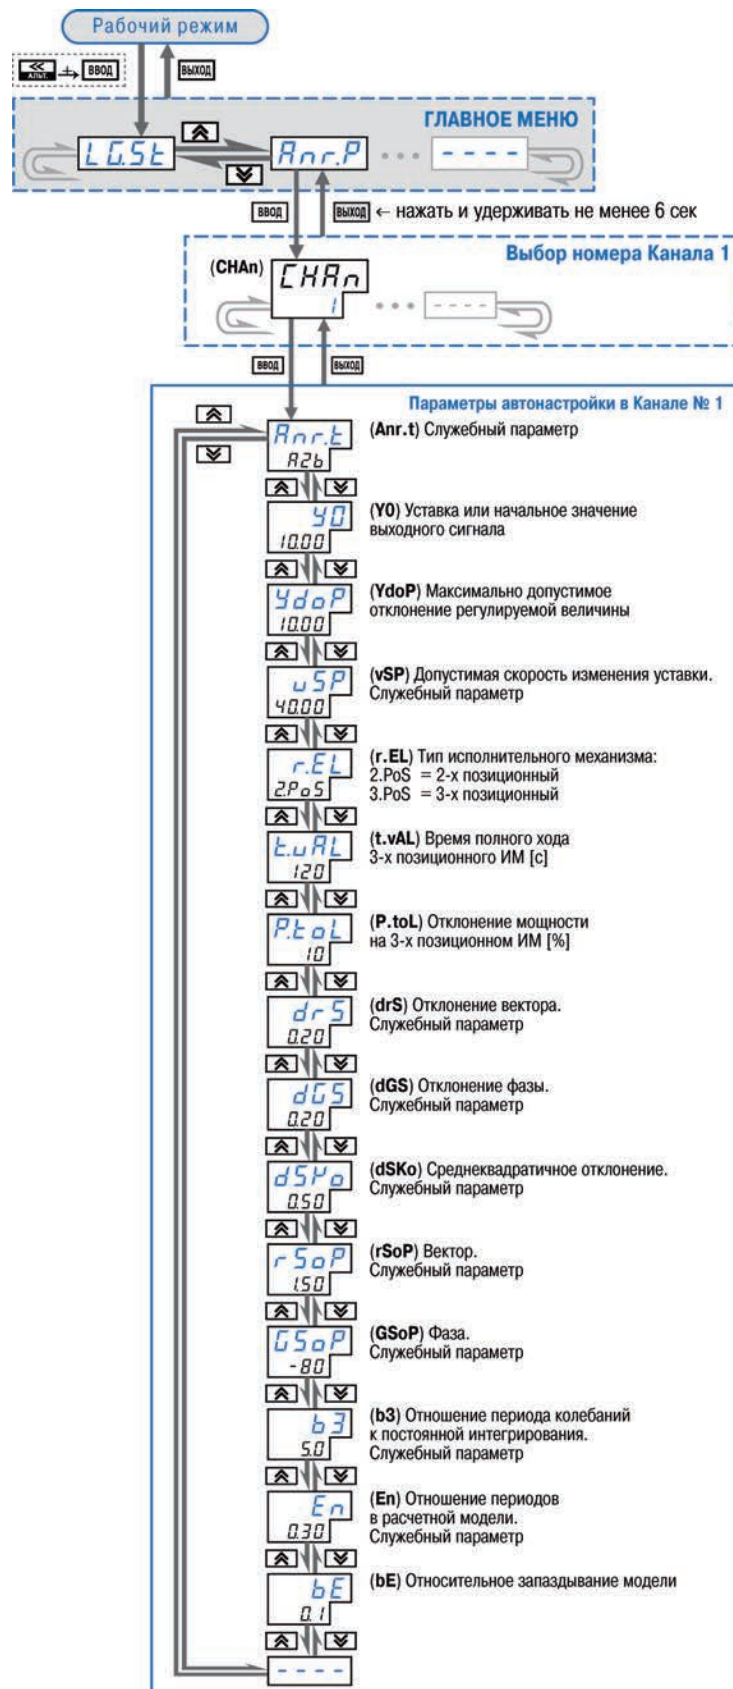 Рабочий режим
<<
АЛЬТ.
ВВОД
ВЫХОД
ГЛАВНОЕ МЕНЮ
LG.St
Anr.P
- - - -
ВВОД
ВЫХОД ← нажать и удерживать не менее 6 сек
Выбор номера Канала 1
(CHAn)
CHAn
1
- - - -
ВВОД
ВЫХОД
Параметры автонастройки в Канале № 1
Anr.t
A2b
(Anr.t) Служебный параметр
Y0
10.00
(Y0) Уставка или начальное значение
выходного сигнала
YdoP
10.00
(YdoP) Максимально допустимое
отклонение регулируемой величины
vSP
40.00
(vSP) Допустимая скорость изменения уставки.
Служебный параметр
r.EL
2.PoS
(r.EL) Тип исполнительного механизма:
2.PoS = 2-х позиционный
3.PoS = 3-х позиционный
t.vAL
120
(t.vAL) Время полного хода
3-х позиционного ИМ [с]
P.toL
10
(P.toL) Отклонение мощности
на 3-х позиционном ИМ [%]
drS
0.20
(drS) Отклонение вектора.
Служебный параметр
dGS
0.20
(dGS) Отклонение фазы.
Служебный параметр
dSKo
0.50
(dSKo) Среднеквадратичное отклонение.
Служебный параметр
rSoP
1.50
(rSoP) Вектор.
Служебный параметр
GSoP
-80
(GSoP) Фаза.
Служебный параметр
b3
5.0
(b3) Отношение периода колебаний
к постоянной интегрирования.
Служебный параметр
En
0.30
(En) Отношение периодов
в расчетной модели.
Служебный параметр
bE
0.1
(bE) Относительное запаздывание модели
- - - -